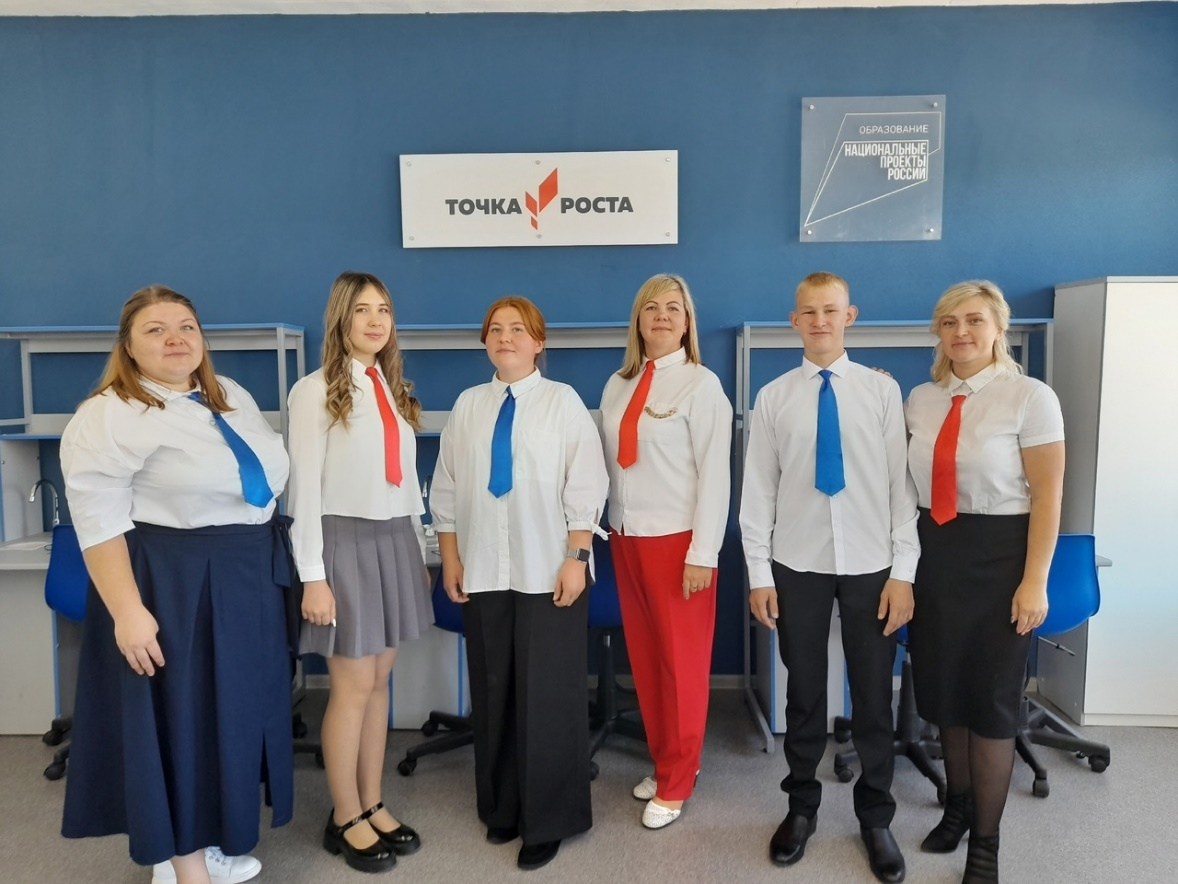 ТОЧКА РОСТА
ОБРАЗОВАНИЕ
НАЦИОНАЛЬНЫЕ
ПРОЕКТЫ
РОССИИ